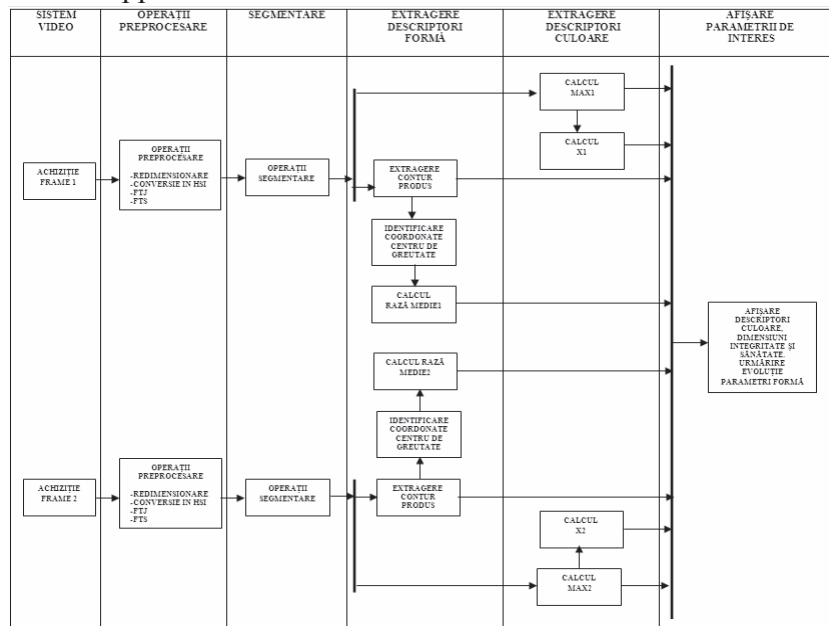 SISTEM
VIDEO
OPERAȚII
PREPROCESARE
SEGMENTARE
EXTRAGERE
DESCRIPTORI
FORMĂ
EXTRAGERE
DESCRIPTORI
CULOARE
AFIȘARE
PARAMETRII DE
INTERES
CALCUL
MAX1
CALCUL
X1
ACHIZIȚIE
FRAME 1
OPERAȚII
PREPROCESARE
-REDIMENSIONARE
-CONVERSIE IN HSI
-FTJ
-FTS
OPERAȚII
SEGMENTARE
EXTRAGERE
CONTUR
PRODUS
IDENTIFICARE
COORDONATE
CENTRU DE
GREUTATE
CALCUL
RAZĂ MEDIE1
AFIȘARE
DESCRIPTORI
CULOARE,
DIMENSIUNI
INTEGRITATE ȘI
SĂNĂTATE.
URMĂRIRE
EVOLUȚIE
PARAMETRI FORMĂ
CALCUL RAZĂ
MEDIE2
IDENTIFICARE
COORDONATE
CENTRU DE
GREUTATE
ACHIZIȚIE
FRAME 2
OPERAȚII
PREPROCESARE
-REDIMENSIONARE
-CONVERSIE IN HSI
-FTJ
-FTS
OPERAȚII
SEGMENTARE
EXTRAGERE
CONTUR
PRODUS
CALCUL
X2
CALCUL
MAX2